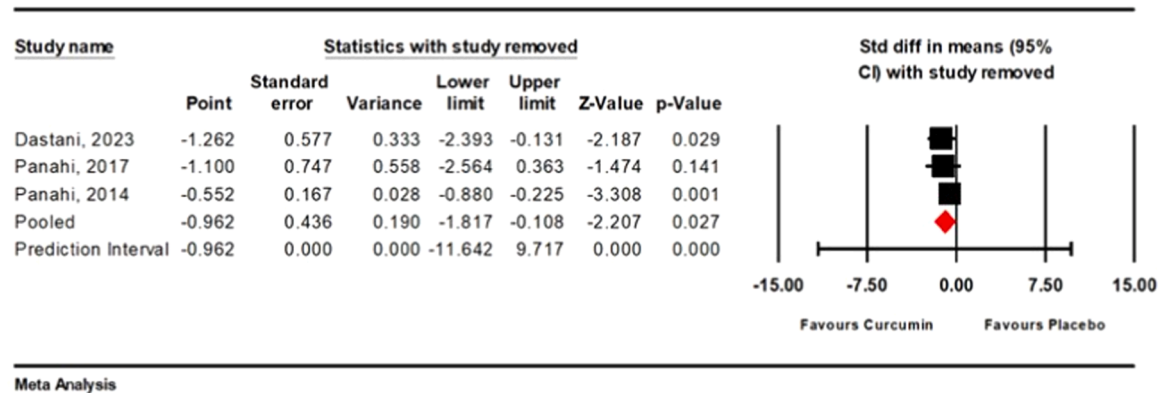 Study name Statistics with study removed Std diff in means (95%
CI) with study removed
Standard Lower Upper
Point error Variance limit limit Z-Value p-Value
Dastani, 2023 -1.262 0.577 0.333 -2.393 -0.131 -2.187 0.029
Panahi, 2017 -1.100 0.747 0.558 -2.564 0.363 -1.474 0.141
Panahi, 2014 -0.552 0.167 0.028 -0.880 -0.225 -3.308 0.001
Pooled -0.962 0.436 0.190 -1.817 -0.108 -2.207 0.027
Prediction Interval -0.962 0.000 0.000 -11.642 9.717 0.000 0.000
-15.00 -7.50 0.00 7.50 15.00
Favours Curcumin Favours Placebo
Meta Analysis